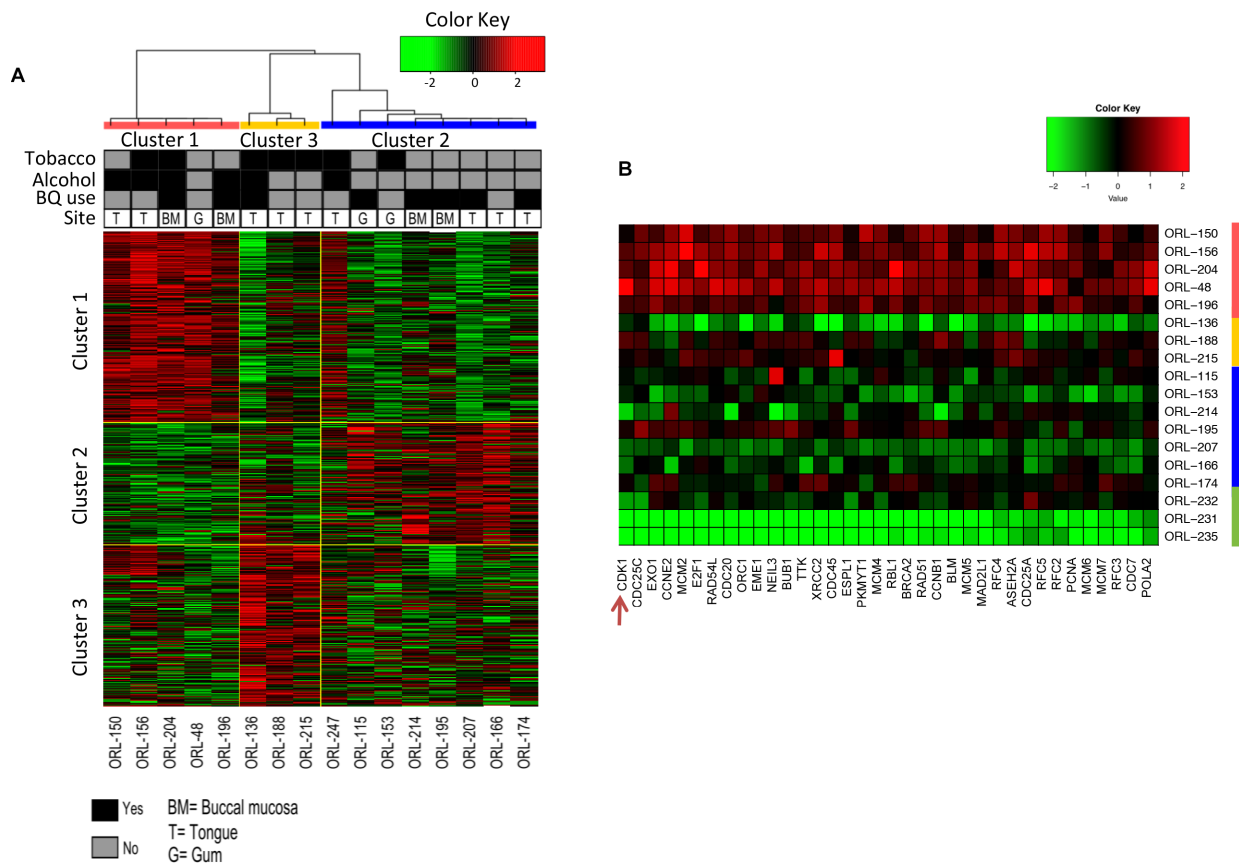 Color Key
-2 0 2
A
Cluster 1 Cluster 3 Cluster 2
Tobacco
Alcohol
BQ use
Site T T BM G BM T T T T G G BM BM T T T
Cluster 1
Cluster 2
Cluster 3
ORL-150 ORL-156 ORL-204 ORL-48 ORL-196 ORL-136 ORL-188 ORL-215 ORL-247 ORL-115 ORL-153 ORL-214 ORL-195 ORL-207 ORL-166 ORL-174
Yes BM= Buccal mucosa
T= Tongue
No G= Gum
Color Key
-2 -1 0 1 2
Value
B
ORL-150
ORL-156
ORL-204
ORL-48
ORL-196
ORL-136
ORL-188
ORL-215
ORL-115
ORL-153
ORL-214
ORL-195
ORL-207
ORL-166
ORL-174
ORL-232
ORL-231
ORL-235
CDK1 CDC25C EXO1 CCNE2 MCM2 E2F1 RAD54L CDC20 ORC1 EME1 NEIL3 BUB1 TTK XRCC2 CDC45 ESPL1 PKMYT1 MCM4 RBL1 BRCA2 RAD51 CCNB1 BLM MCM5 MAD2L1 RFC4 ASEH2A CDC25A RFC5 RFC2 PCNA MCM6 MCM7 RFC3 CDC7 POLA2